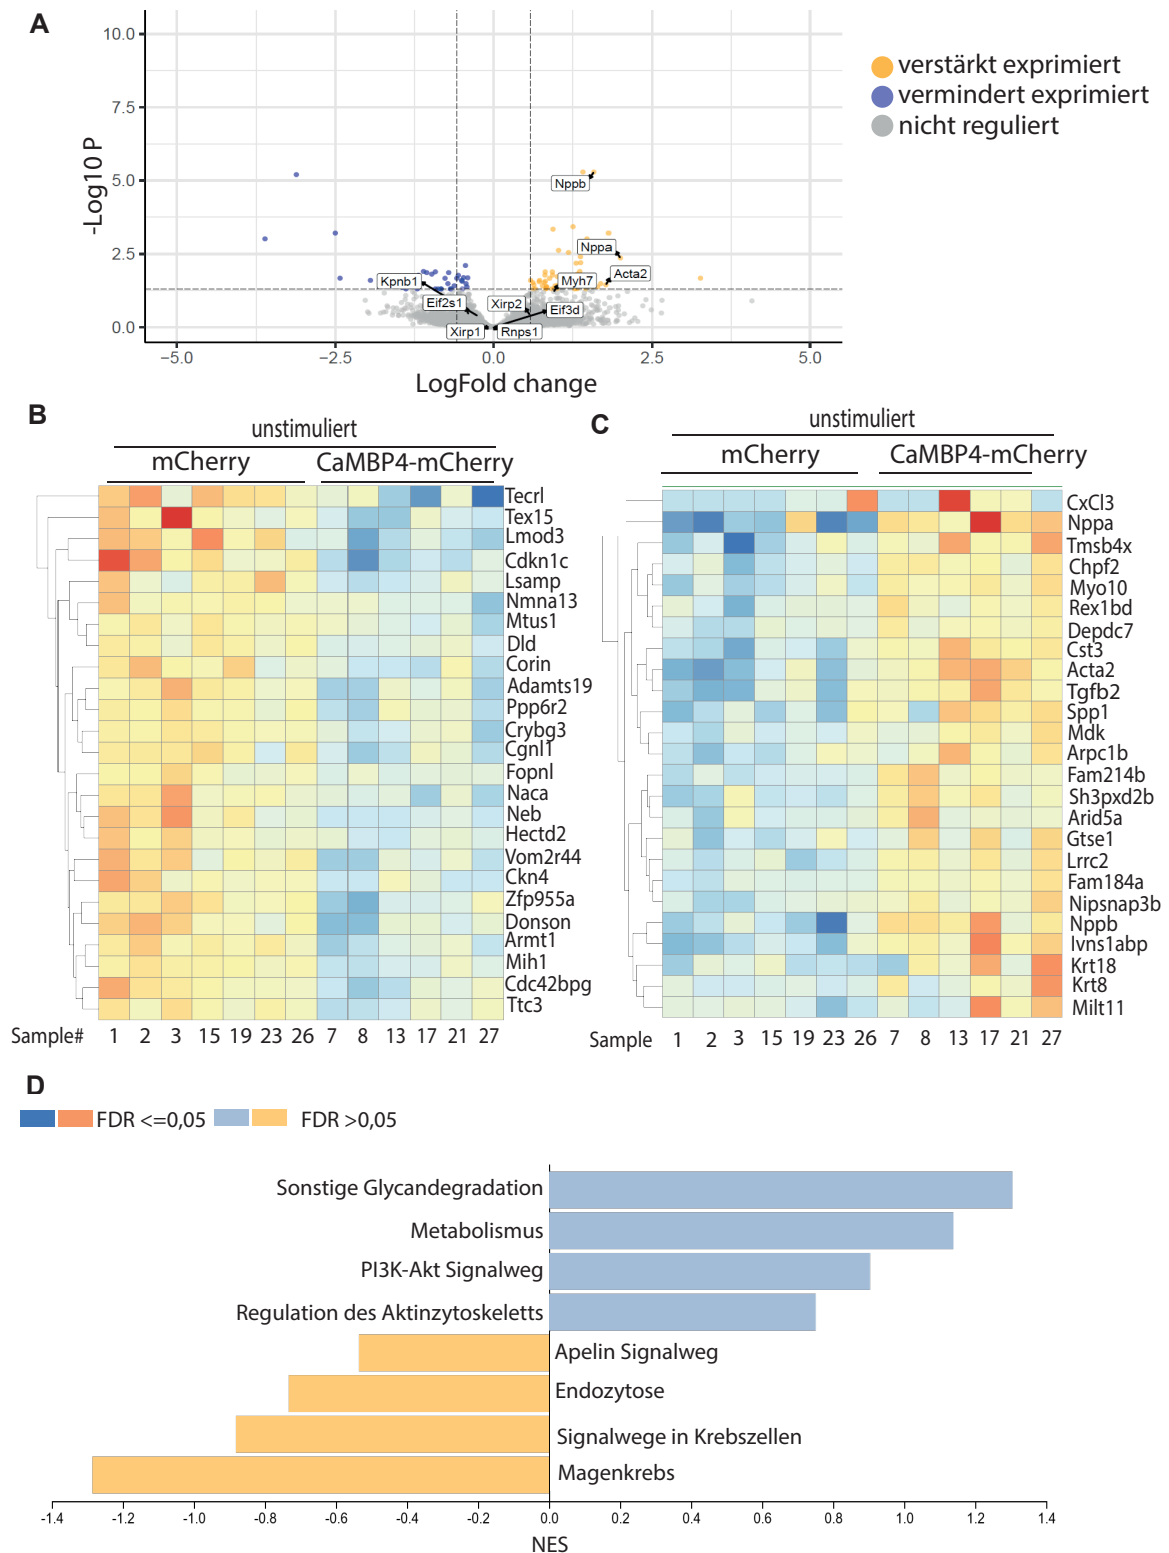 A
10.0
7.5
5.0
2.5
0.0
-Log10 P
−5.0
−2.5
0.0
2.5
5.0
LogFold change
Nppb
Nppa
Acta2
Myh7
Kpnb1
Eif2s1
Xirp2
Eif3d
Xirp1
Rnps1
verstärkt exprimiert
vermindert exprimiert
nicht reguliert
B
unstimuliert
mCherry
CaMBP4-mCherry
Tecrl
Tex15
Lmod3
Cdkn1c
Lsamp
Nmna13
Mtus1
Dld
Corin
Adamts19
Ppp6r2
Crybg3
Cgnl1
Fopnl
Naca
Neb
Hectd2
Vom2r44
Ckn4
Zfp955a
Donson
Armt1
Mih1
Cdc42bpg
Ttc3
Sample# 1 2 3 15 19 23 26 7 8 13 17 21 27
C
unstimuliert
mCherry
CaMBP4-mCherry
CxCl3
Nppa
Tmsb4x
Chpf2
Myo10
Rex1bd
Depdc7
Cst3
Acta2
Tgfb2
Spp1
Mdk
Arpc1b
Fam214b
Sh3pxd2b
Arid5a
Gtse1
Lrrc2
Fam184a
Nipsnap3b
Nppb
Ivns1abp
Krt18
Krt8
Milt11
Sample 1 2 3 15 19 23 26 7 8 13 17 21 27
D
FDR <=0,05
FDR >0,05
Sonstige Glycandegradation
Metabolismus
PI3K-Akt Signalweg
Regulation des Aktinzytoskeletts
Apelin Signalweg
Endozytose
Signalwege in Krebszellen
Magenkrebs
-1.4 -1.2 -1.0 -0.8 -0.6 -0.4 -0.2 0.0 0.2 0.4 0.6 0.8 1.0 1.2 1.4
NES